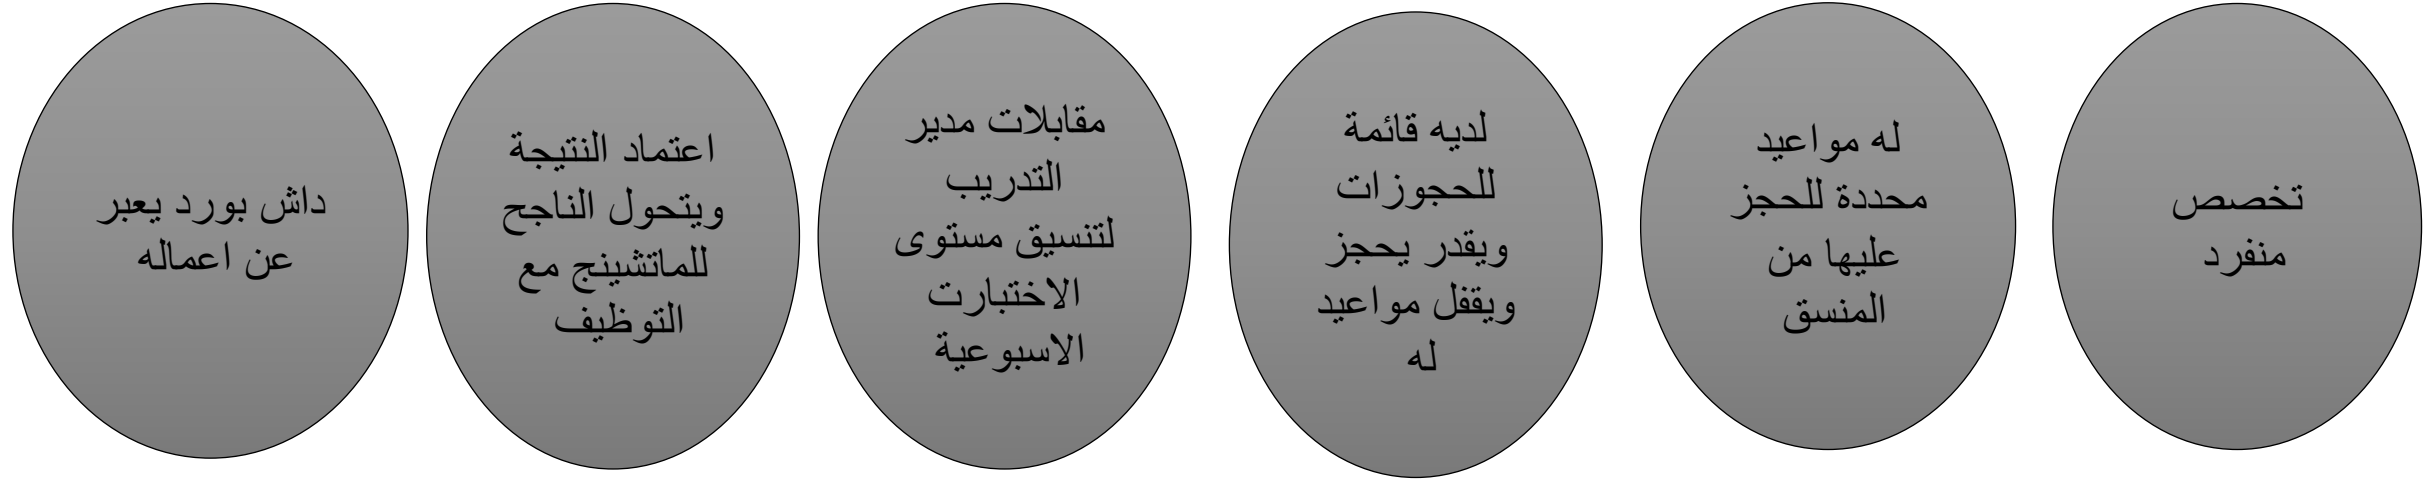 تخصص
منفرد
له مواعيد
محددة للحجز
عليها من
المنسق
لديه قائمة
للحجوزات
ويقدر يحجز
ويقفل مواعيد
له
مقابلات مدير
التدريب
لتنسيق مستوى
الاختبارت
الاسبوعية
اعتماد النتيجة
ويتحول الناجح
للماتشينج مع
التوظيف
داش بورد يعبر
عن اعماله